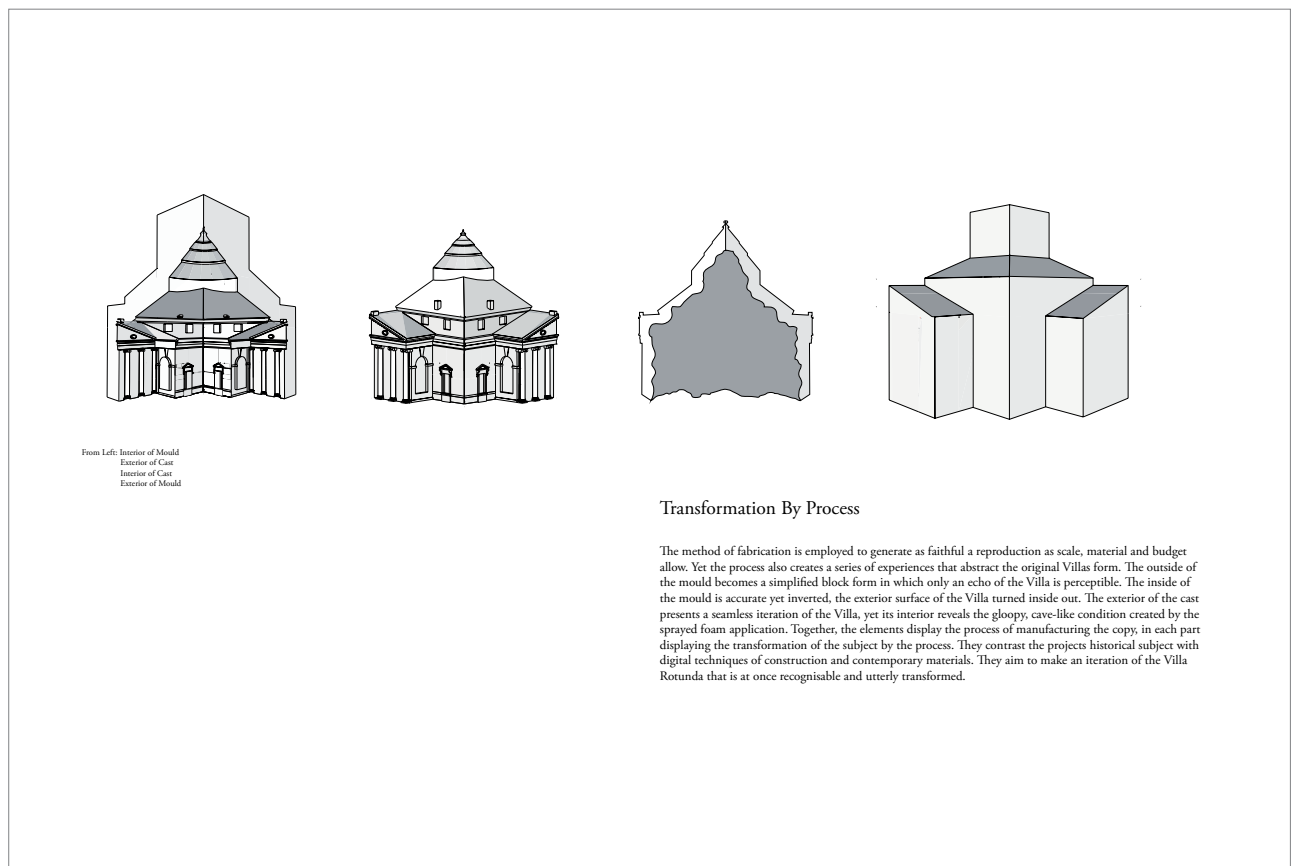 From Left: Interior of Mould
Exterior of Cast
Interior of Cast
Exterior of Mould
Transformation By Process
The method of fabrication is employed to generate as faithful a reproduction as scale, material and budget
allow. Yet the process also creates a series of experiences that abstract the original Villas form. The outside of
the mould becomes a simplified block form in which only an echo of the Villa is perceptible. The inside of
the mould is accurate yet inverted, the exterior surface of the Villa turned inside out. The exterior of the cast
presents a seamless iteration of the Villa, yet its interior reveals the gloopy, cave-like condition created by the
sprayed foam application. Together, the elements display the process of manufacturing the copy, in each part
displaying the transformation of the subject by the process. They contrast the projects historical subject with
digital techniques of construction and contemporary materials. They aim to make an iteration of the Villa
Rotunda that is at once recognisable and utterly transformed.